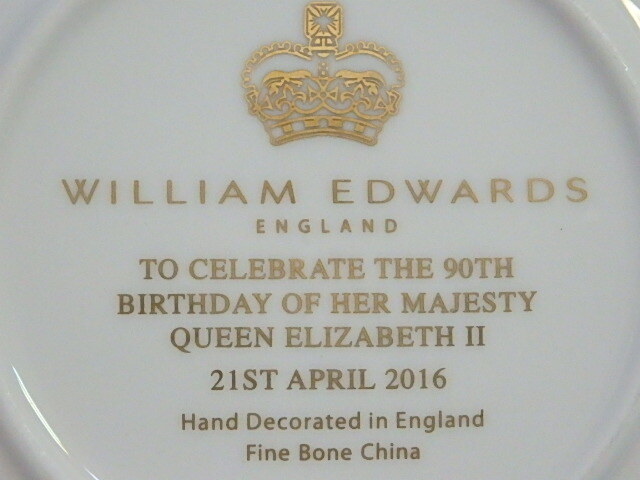 WILLIAM EDWARDS
ENGLAND
TO CELEBRATE THE 90TH
BIRTHDAY OF HER MAJESTY
QUEEN ELIZABETH II
21ST APRIL 2016
Hand Decorated in England
Fine Bone China